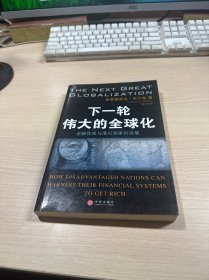 THE NEXT GREAT
GLOBALIZATION
下一轮
伟大的全球化
金融体系与落后国家的发展
HOW DISADVANTAGED NATIONS CAN
HARNESS THEIR FINANCIAL SYSTEMS
TO GET RICH